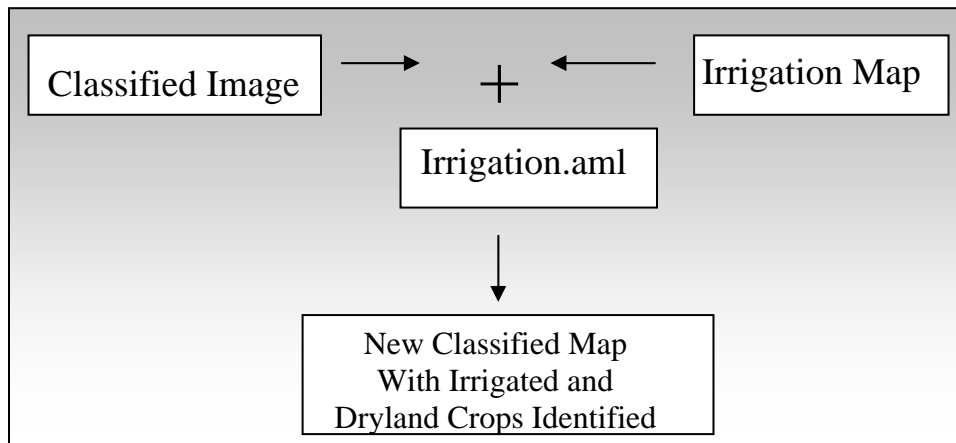 Classified Image
+
Irrigation Map
Irrigation.aml
New Classified Map
With Irrigated and
Dryland Crops Identified